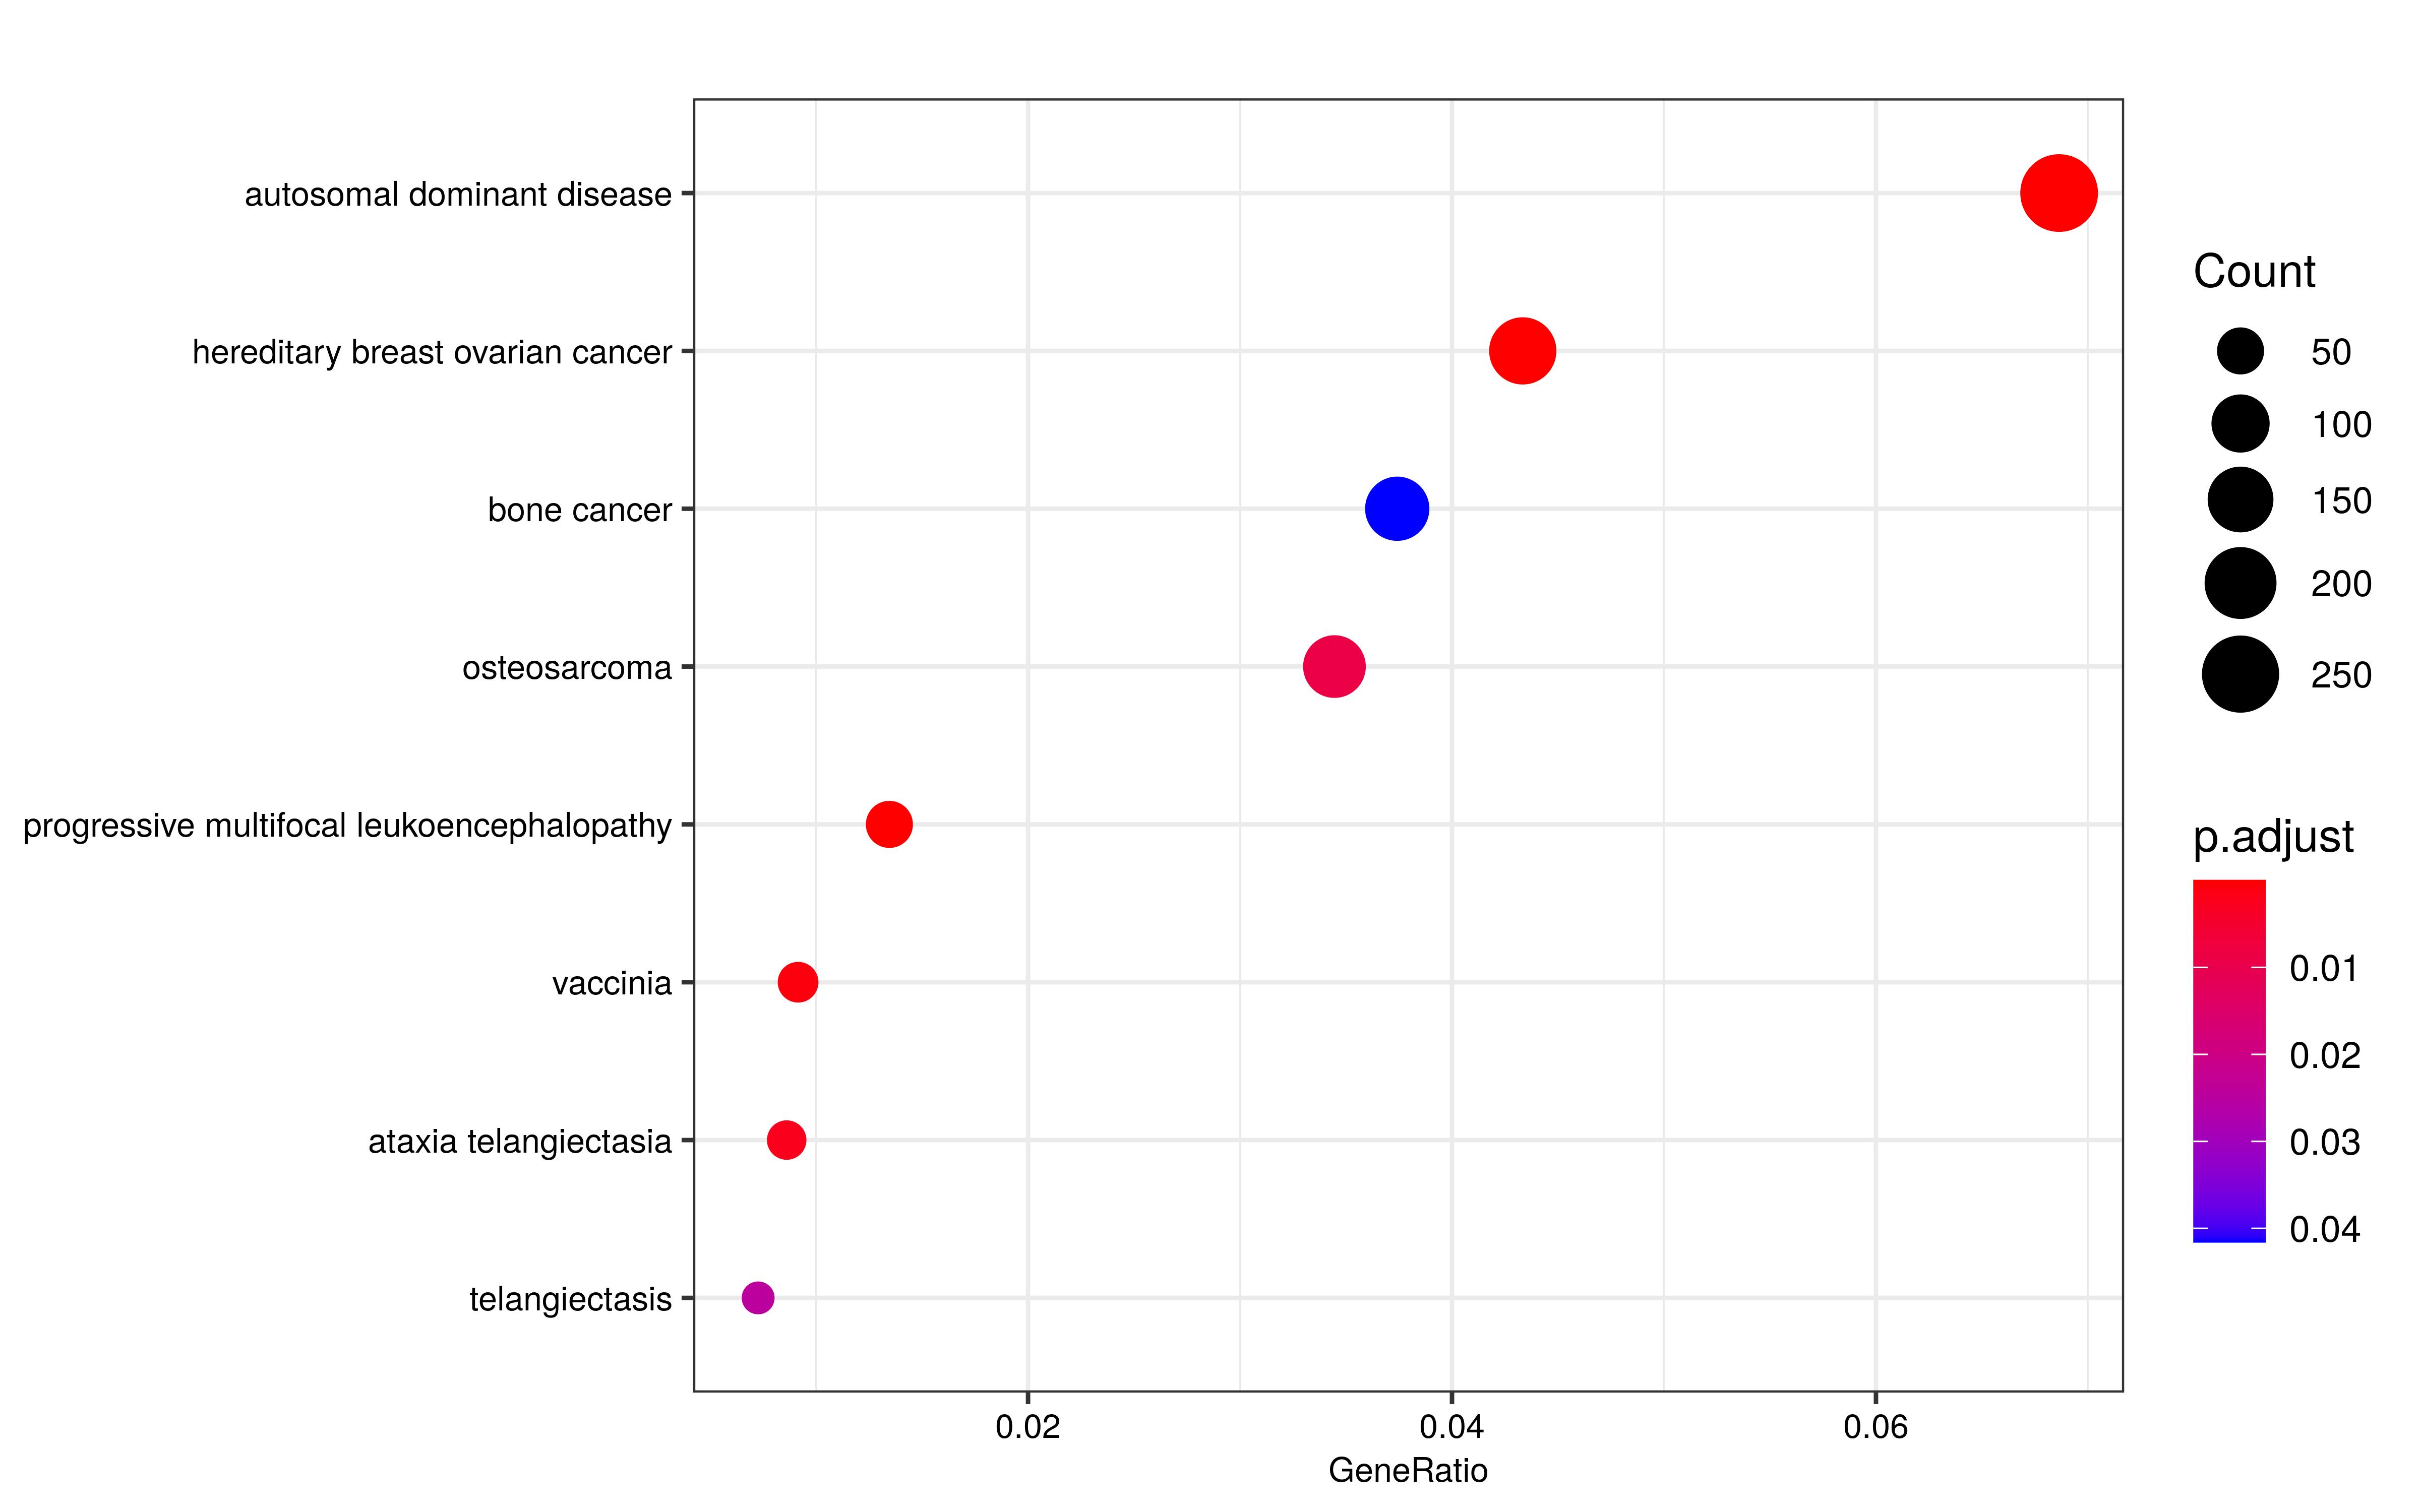 autosomal dominant disease
hereditary breast ovarian cancer
bone cancer
osteosarcoma
progressive multifocal leukoencephalopathy
vaccinia
ataxia telangiectasia
telangiectasis
0.02
0.04
0.06
GeneRatio
Count
50
100
150
200
250
p.adjust
0.01
0.02
0.03
0.04